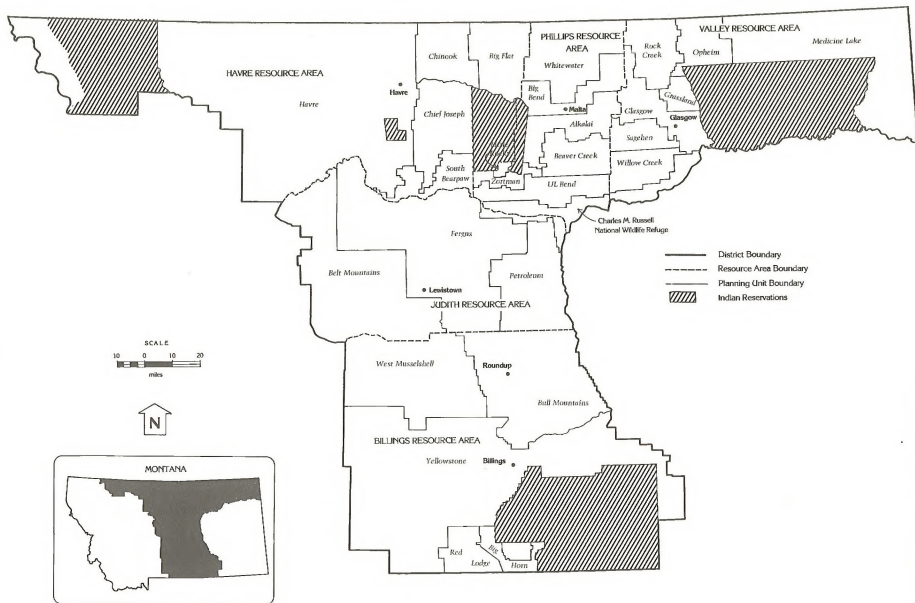 HAVRE RESOURCE AREA
Havre
Havre
Chinook
Big Flat
Chief Joseph
South
Bearpaw
Zortman
PHILLIPS RESOURCE
AREA
Whitewater
Big
Bend
Malta
Alkalai
Beaver Creek
UL Bend
VALLEY RESOURCE AREA
Rock
Creek
Opheim
Medicine Lake
Grassland
Glasgow
Glasgow
Sagehen
Willow Creek
Charles M. Russell
National Wildlife Refuge
Fergus
Belt Mountains
Petroleum
Lewistown
JUDITH RESOURCE AREA
West Musselshell
Roundup
Bull Mountains
BILLINGS RESOURCE AREA
Yellowstone
Billings
Red
Lodge
Big
Horn
District Boundary
Resource Area Boundary
Planning Unit Boundary
Indian Reservations
SCALE
10 0 10 20
miles
N
MONTANA